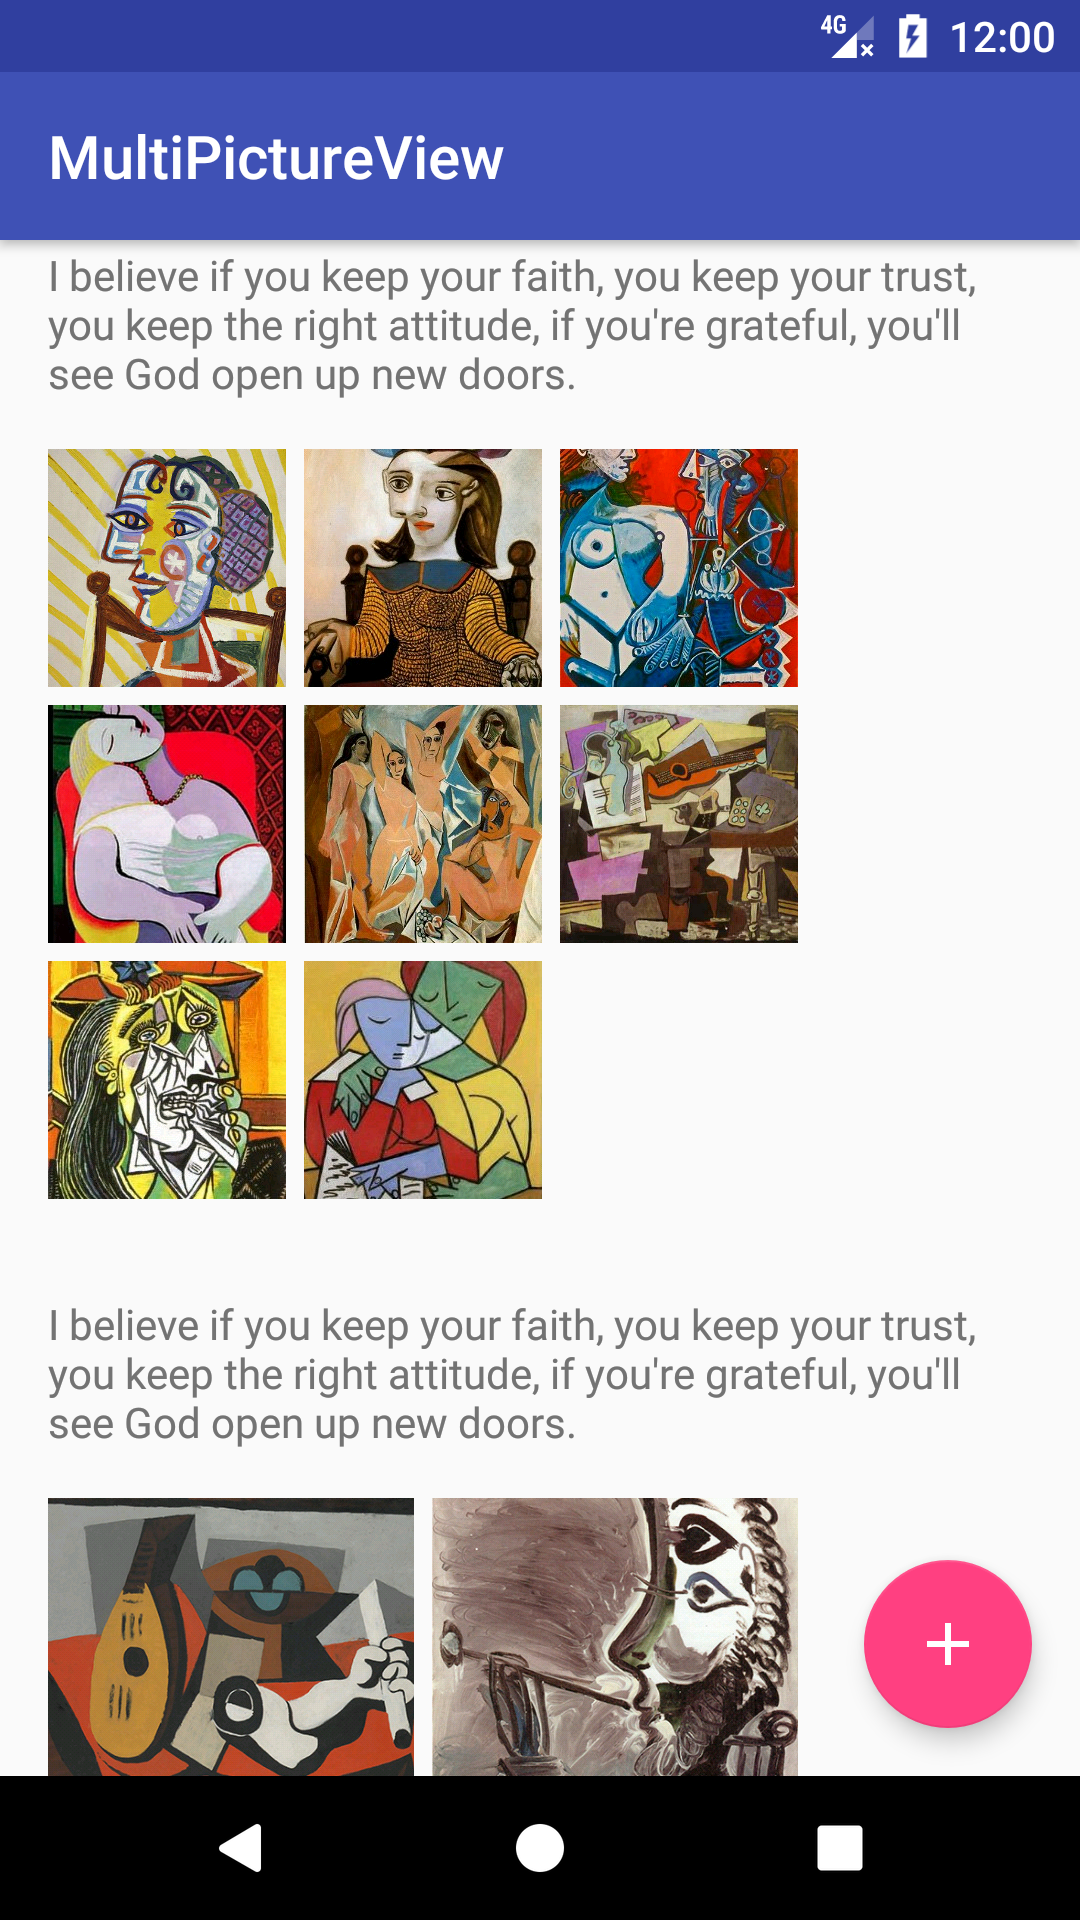 4G 12:00
MultiPictureView
I believe if you keep your faith, you keep your trust,
you keep the right attitude, if you're grateful, you'll
see God open up new doors.
I believe if you keep your faith, you keep your trust,
you keep the right attitude, if you're grateful, you'll
see God open up new doors.